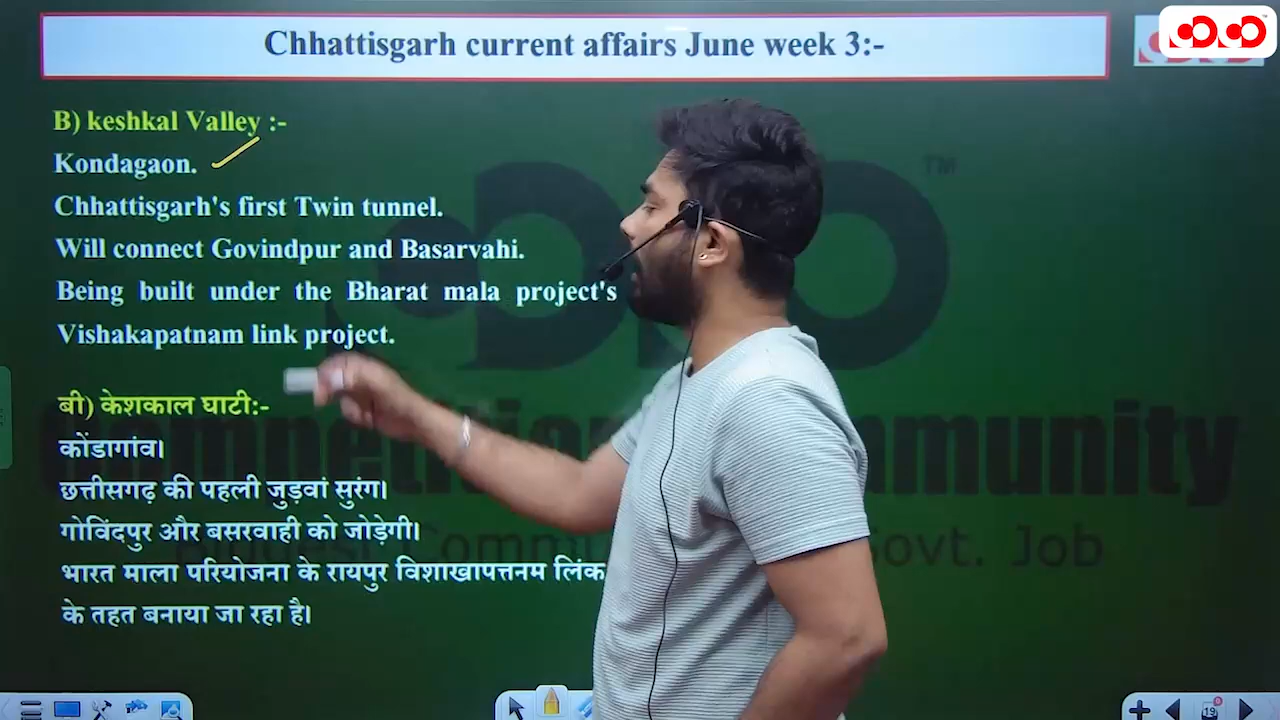 Chhattisgarh current affairs June week 3:-
B) keshkal Valley :-
Kondagaon.
Chhattisgarh's first Twin tunnel.
Will connect Govindpur and Basarvahi.
Being built under the Bharat mala project's
Vishakapatnam link project.
बी) केशकाल घाटी:-
कोंडागांव।
छत्तीसगढ़ की पहली जुड़वां सुरंग।
गोविंदपुर और बसरवाही को जोड़ेगी।
भारत माला परियोजना के रायपुर विशाखापत्तनम लिंक
के तहत बनाया जा रहा है।
TM
19